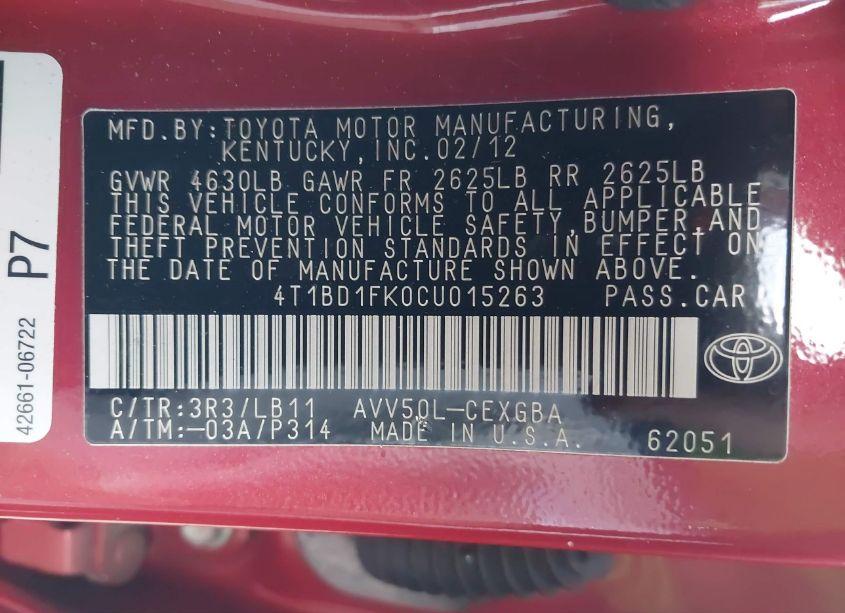 MFD.BY:TOYOTA MOTOR MANUFACTURING,
KENTUCKY,INC.02/12
GVWR 4630LB GAWR FR 2625LB RR 2625LB
THIS VEHICLE CONFORMS TO ALL APPLICABLE
FEDERAL MOTOR VEHICLE SAFETY,BUMPER,AND
THEFT PREVENTION STANDARDS IN EFFECT ON
THE DATE OF MANUFACTURE SHOWN ABOVE.
4T1BD1FK0CU015263 PASS.CAR
C/TR:3R3/LB11 AVV50L-CEXGBA
A/TM:-03A/P314 MADE IN U.S.A. 62051
P7
42661-06722